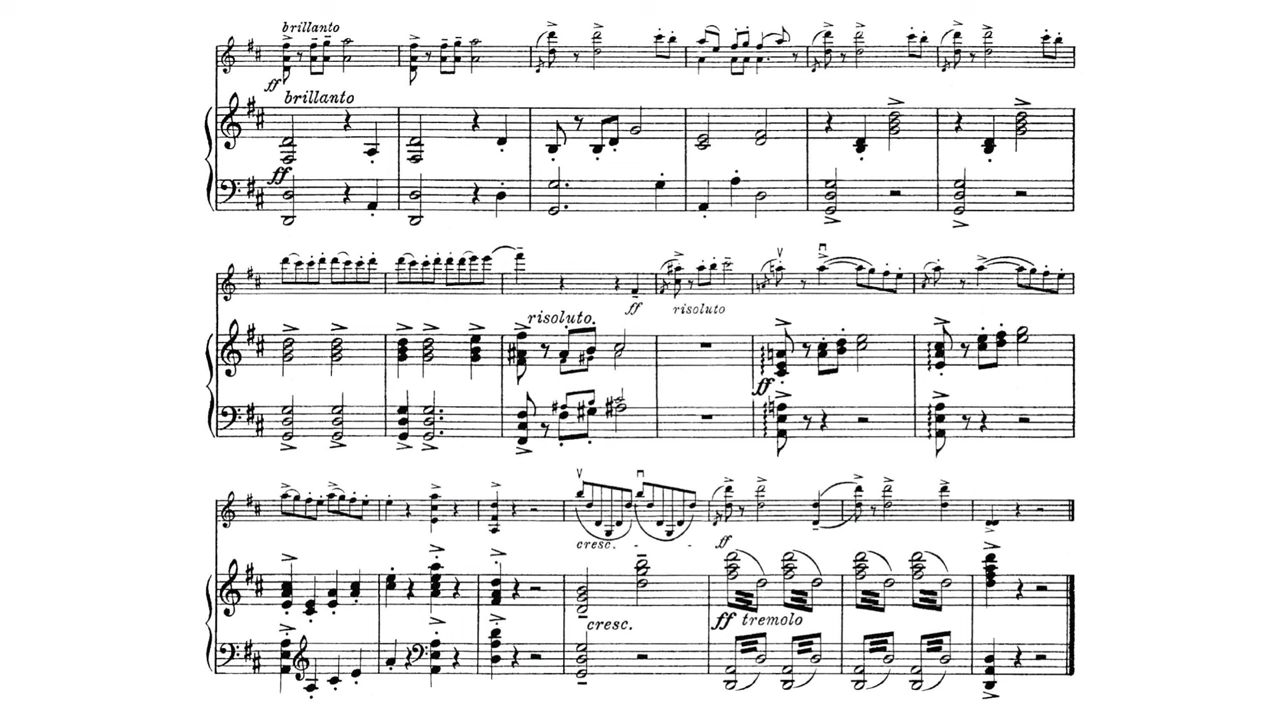 brillanto
ff
brillanto
ff
risoluto.
ff
risoluto
ff
cresc. - -
ff
cresc.
ff tremolo